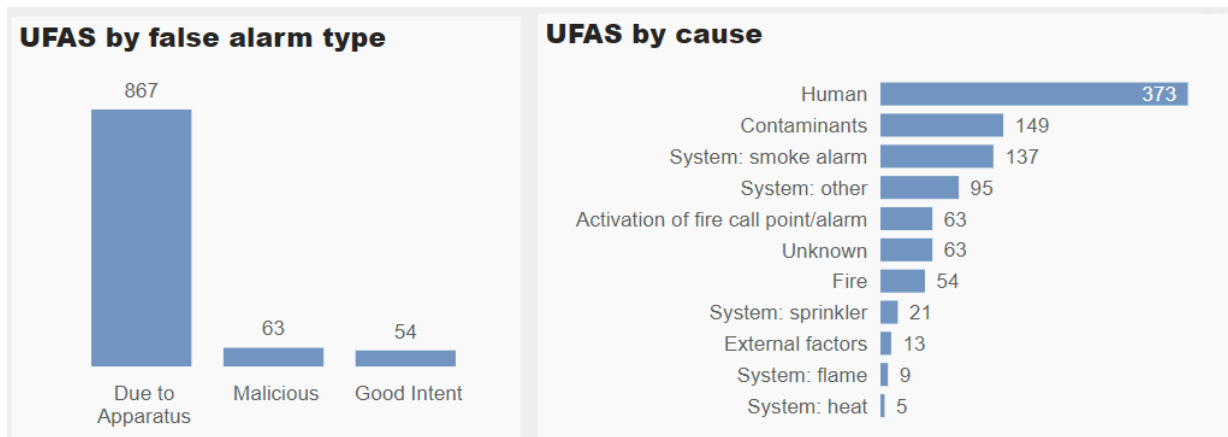 UFAS by false alarm type
867
63
54
Due to
Apparatus
Malicious
Good Intent
UFAS by cause
Human 373
Contaminants 149
System: smoke alarm 137
System: other 95
Activation of fire call point/alarm 63
Unknown 63
Fire 54
System: sprinkler 21
External factors 13
System: flame 9
System: heat 5